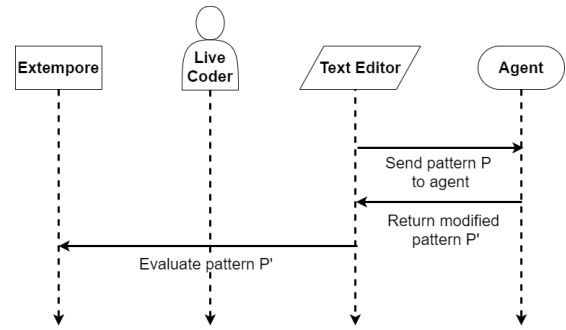 Extempore
Live
Coder
Text Editor
Agent
Send pattern P
to agent
Return modified
pattern P'
Evaluate pattern P'